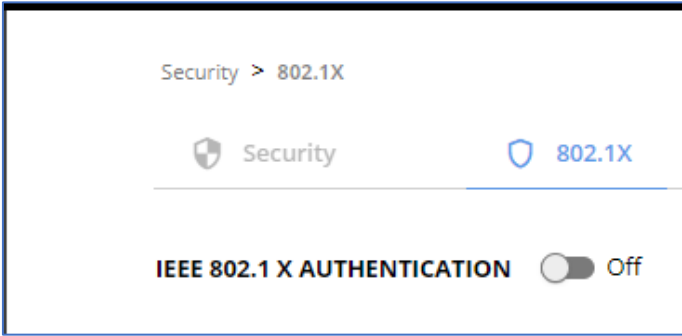 Security > 802.1X
Security 802.1X
IEEE 802.1 X AUTHENTICATION Off